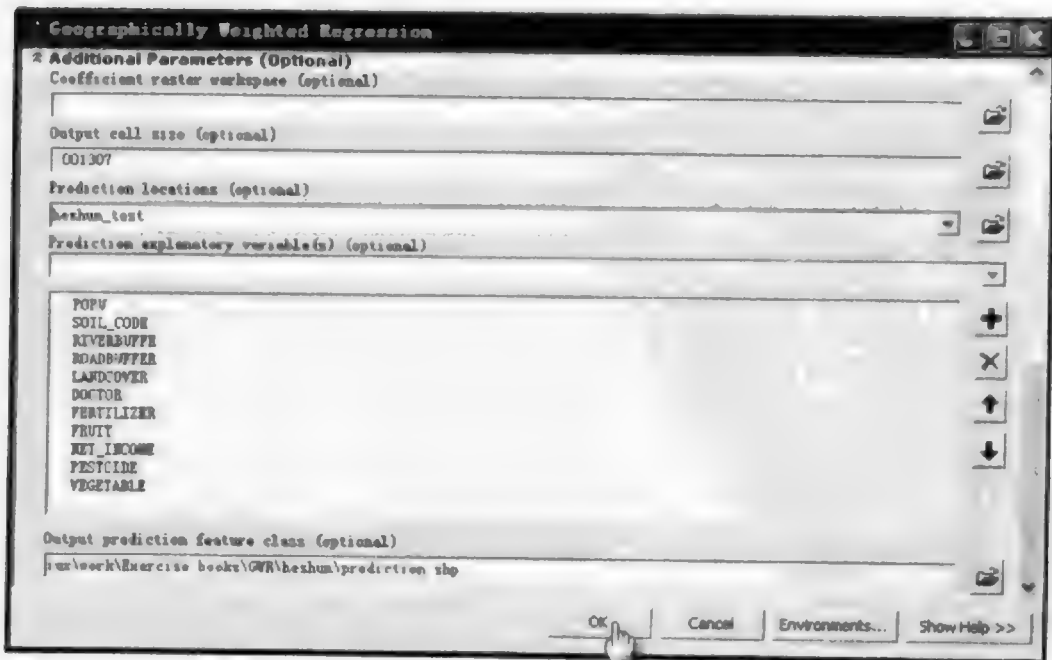 Geographically Weighted Regression
Additional Parameters (Optional)
Coefficient raster workspace (optional)
Output cell size (optional)
001307
Prediction locations (optional)
heshun_test
Prediction explanatory variable(s) (optional)
POPU
SOIL_CODE
RIVERBUFFE
ROADBUFFER
LANDCOVER
DOCTOR
FERTILIZER
FRUIT
NET_INCOME
PESTCIDE
VEGETABLE
Output prediction feature class (optional)
\work\Exercise books\GWR\heshun\prediction shp
OK
Cancel
Environments...
Show Help >>